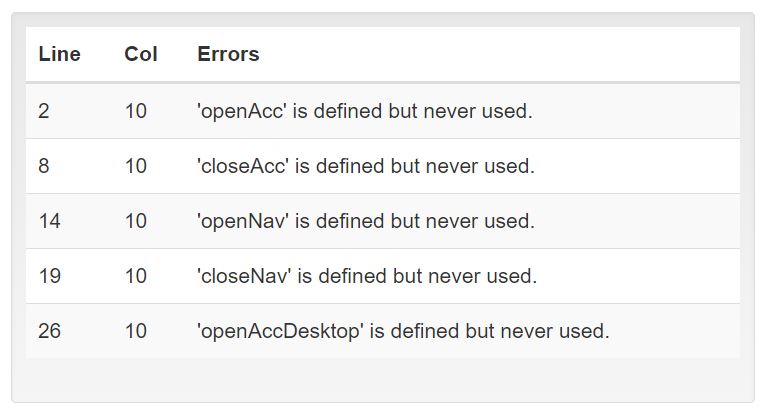 Line Col Errors
2 10 'openAcc' is defined but never used.
8 10 'closeAcc' is defined but never used.
14 10 'openNav' is defined but never used.
19 10 'closeNav' is defined but never used.
26 10 'openAccDesktop' is defined but never used.